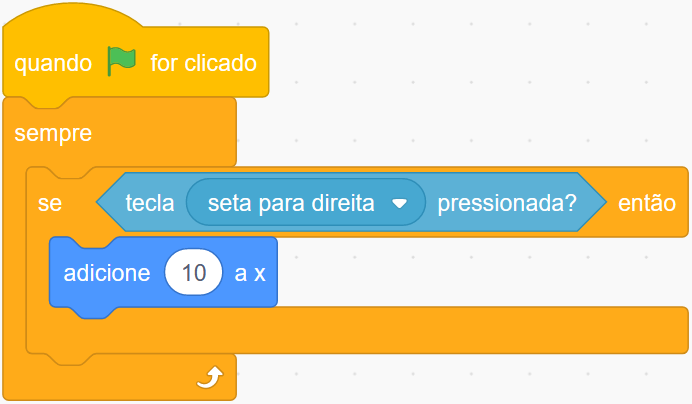 quando for clicado
sempre
se tecla seta para direita pressionada? então
adicione 10 a x